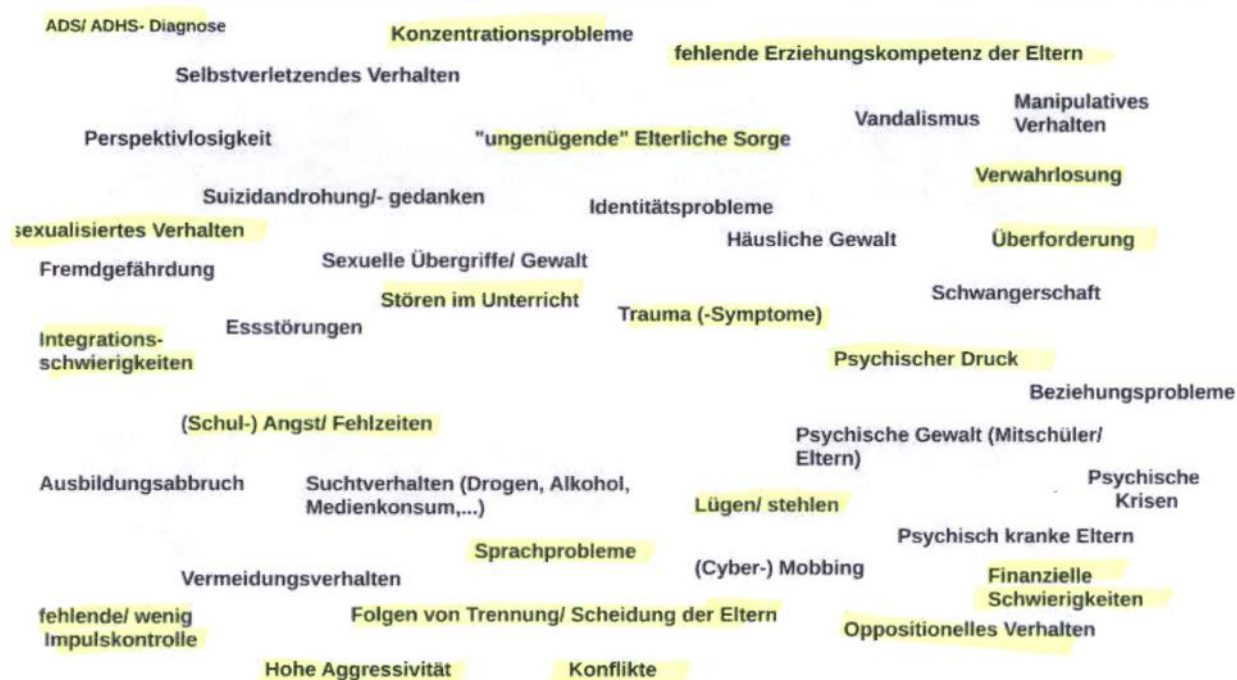 ADS/ ADHS- Diagnose
Konzentrationsprobleme
fehlende Erziehungskompetenz der Eltern
Selbstverletzendes Verhalten
Manipulatives
Verhalten
Vandalismus
Perspektivlosigkeit
"ungenügende" Elterliche Sorge
Verwahrlosung
Suizidandrohung/- gedanken
Identitätsprobleme
sexualisiertes Verhalten
Häusliche Gewalt
Überforderung
Fremdgefährdung
Sexuelle Übergriffe/ Gewalt
Stören im Unterricht
Schwangerschaft
Trauma (-Symptome)
Essstörungen
Integrations-
schwierigkeiten
Psychischer Druck
Beziehungsprobleme
(Schul-) Angst/ Fehlzeiten
Psychische Gewalt (Mitschüler/
Eltern)
Ausbildungsabbruch
Suchtverhalten (Drogen, Alkohol,
Medienkonsum,...)
Psychische
Krisen
Lügen/ stehlen
Psychisch kranke Eltern
Sprachprobleme
(Cyber-) Mobbing
Vermeidungsverhalten
Finanzielle
Schwierigkeiten
fehlende/ wenig
Impulskontrolle
Folgen von Trennung/ Scheidung der Eltern
Oppositionelles Verhalten
Hohe Aggressivität
Konflikte